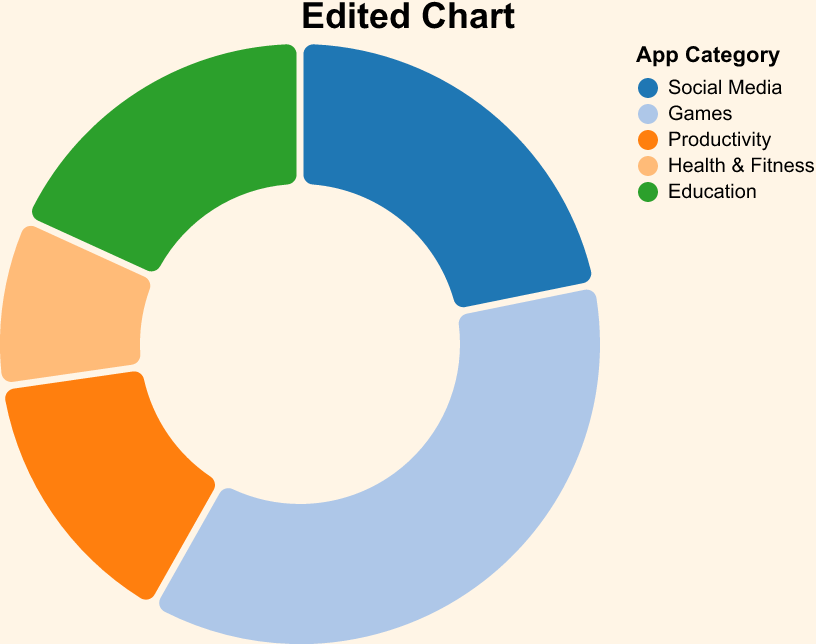 Edited Chart
App Category
Social Media
Games
Productivity
Health & Fitness
Education